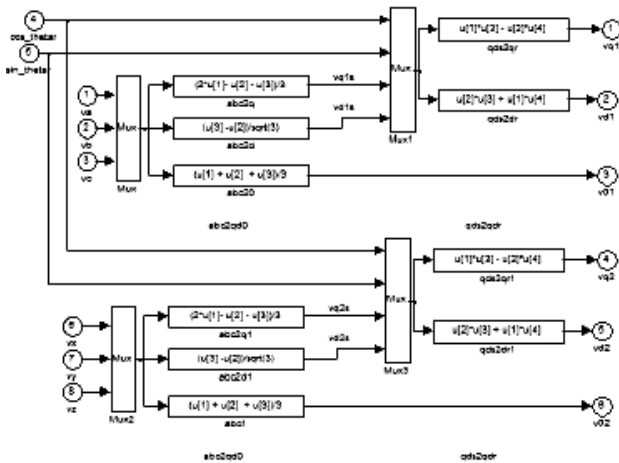 4
cos_thetar
5
sin_thetar
u[1]*u[3] - u[2]*u[4]
qds2qr
1
vq1
1
va
2
vb
3
vc
Mux
Mux
(2*u[1]- u[2] - u[3])/3
abc2q
vq1s
(u[3] -u[2])/sqrt(3)
abc2d
vd1s
(u[1] + u[2] + u[3])/3
abc20
Mux
Mux1
u[2]*u[3] + u[1]*u[4]
qds2dr
2
vd1
3
v01
abc2qd0
qds2qdr
u[1]*u[3] - u[2]*u[4]
qds2qr1
4
vq2
6
vx
7
vy
8
vz
Mux
Mux2
(2*u[1]- u[2] - u[3])/3
abc2q1
vq2s
(u[3] -u[2])/sqrt(3)
abc2d1
vd2s
(u[1] + u[2] + u[3])/3
abc1
Mux
Mux3
u[2]*u[3] + u[1]*u[4]
qds2dr1
5
vd2
6
v02
abc2qd0
qds2qdr